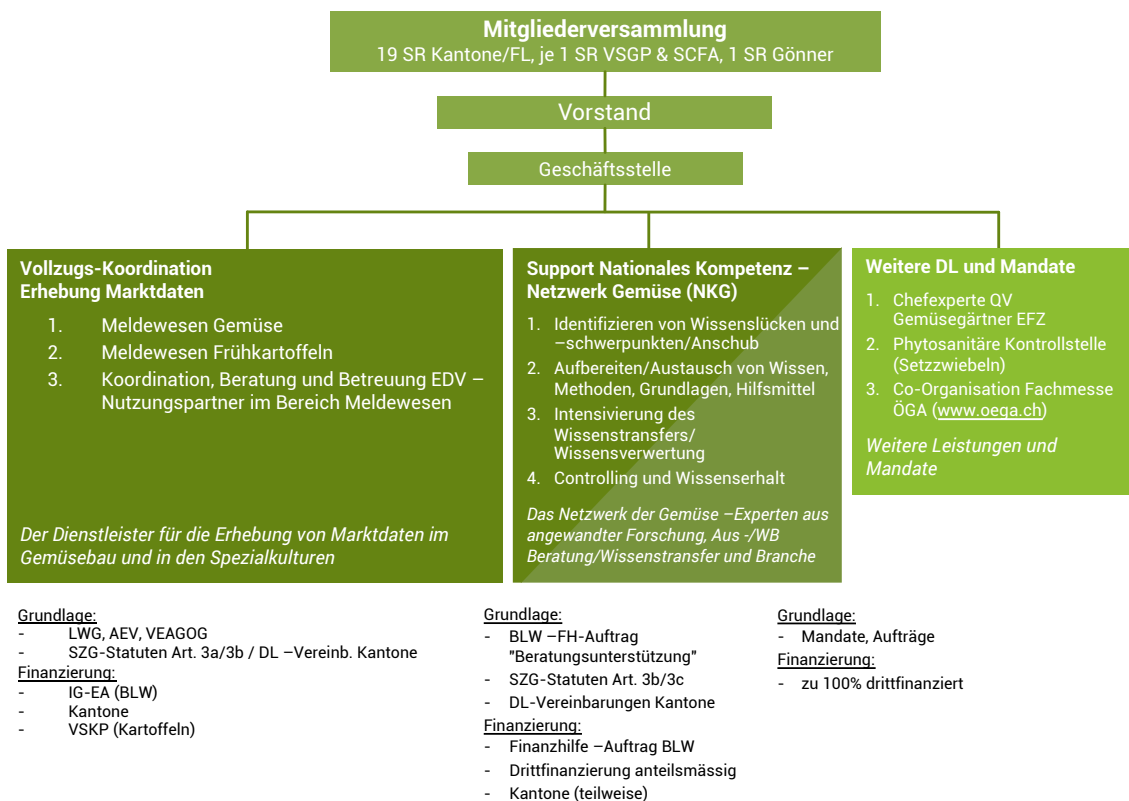 Mitgliederversammlung
19 SR Kantone/FL, je 1 SR VSGP & SCFA, 1 SR Gönner
Vorstand
Geschäftsstelle
Vollzugs-Koordination
Erhebung Marktdaten
1. Meldewesen Gemüse
2. Meldewesen Frühkartoffeln
3. Koordination, Beratung und Betreuung EDV –
Nutzungspartner im Bereich Meldewesen
Der Dienstleister für die Erhebung von Marktdaten im
Gemüsebau und in den Spezialkulturen
Support Nationales Kompetenz –
Netzwerk Gemüse (NKG)
1. Identifizieren von Wissenslücken und
–schwerpunkten/Anschub
2. Aufbereiten/Austausch von Wissen,
Methoden, Grundlagen, Hilfsmittel
3. Intensivierung des
Wissenstransfers/
Wissensverwertung
4. Controlling und Wissenserhalt
Das Netzwerk der Gemüse –Experten aus
angewandter Forschung, Aus -/WB
Beratung/Wissenstransfer und Branche
Weitere DL und Mandate
1. Chefexperte QV
Gemüsegärtner EFZ
2. Phytosanitäre Kontrollstelle
(Setzzwiebeln)
3. Co-Organisation Fachmesse
ÖGA (www.oega.ch)
Weitere Leistungen und
Mandate
Grundlage:
- LWG, AEV, VEAGOG
- SZG-Statuten Art. 3a/3b / DL –Vereinb. Kantone
Finanzierung:
- IG-EA (BLW)
- Kantone
- VSKP (Kartoffeln)
Grundlage:
- BLW –FH-Auftrag
"Beratungsunterstützung"
- SZG-Statuten Art. 3b/3c
- DL-Vereinbarungen Kantone
Finanzierung:
- Finanzhilfe –Auftrag BLW
- Drittfinanzierung anteilsmässig
- Kantone (teilweise)
Grundlage:
- Mandate, Aufträge
Finanzierung:
- zu 100% drittfinanziert